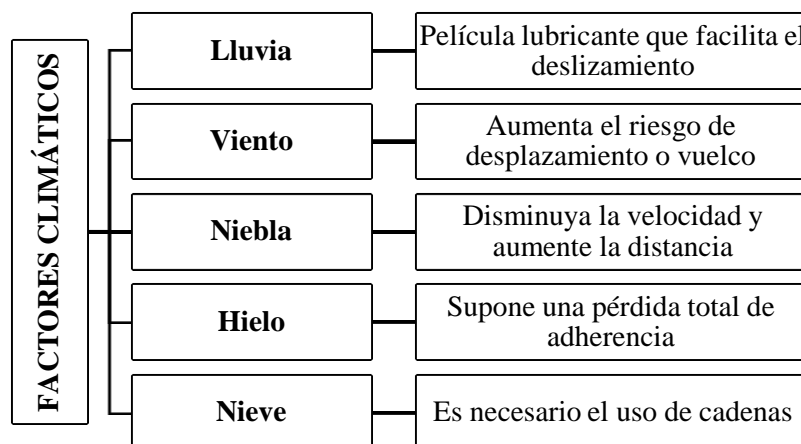 FACTORES CLIMÁTICOS
Lluvia
Película lubricante que facilita el
deslizamiento
Viento
Aumenta el riesgo de
desplazamiento o vuelco
Niebla
Disminuya la velocidad y
aumente la distancia
Hielo
Supone una pérdida total de
adherencia
Nieve
Es necesario el uso de cadenas